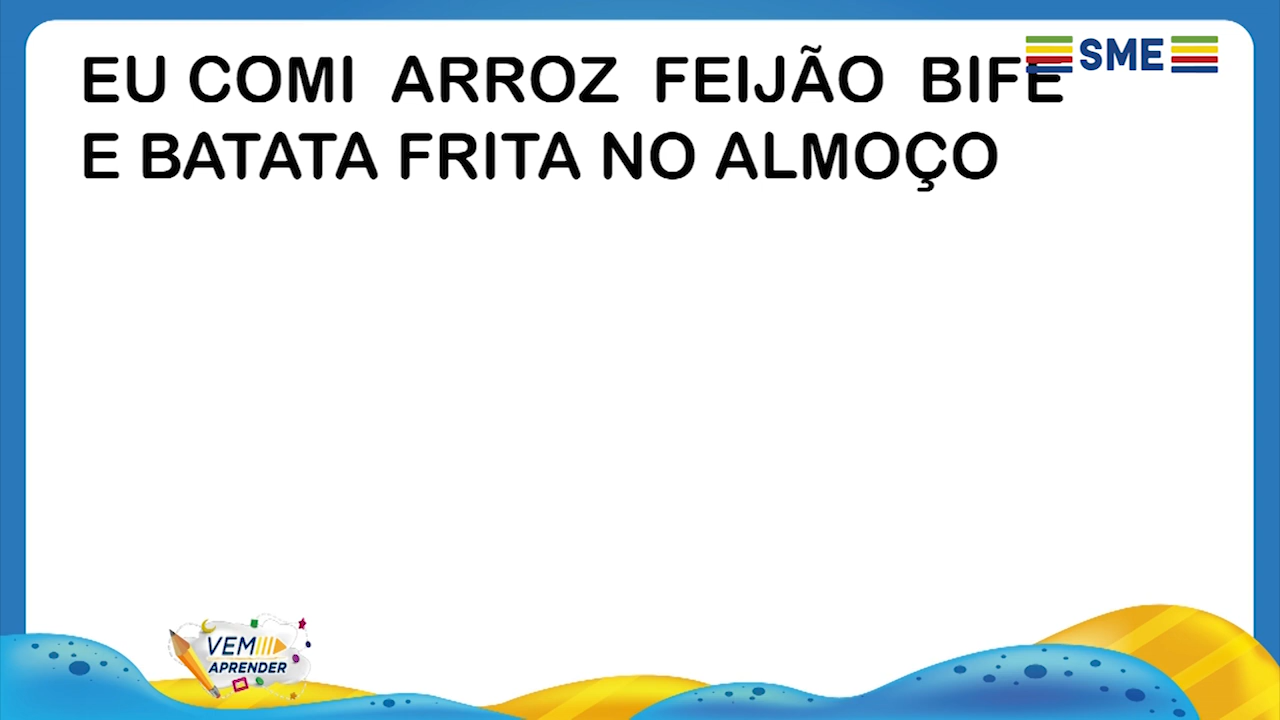 EU COMI ARROZ FEIJÃO BIFE
E BATATA FRITA NO ALMOÇO
SME
VEM
APRENDER